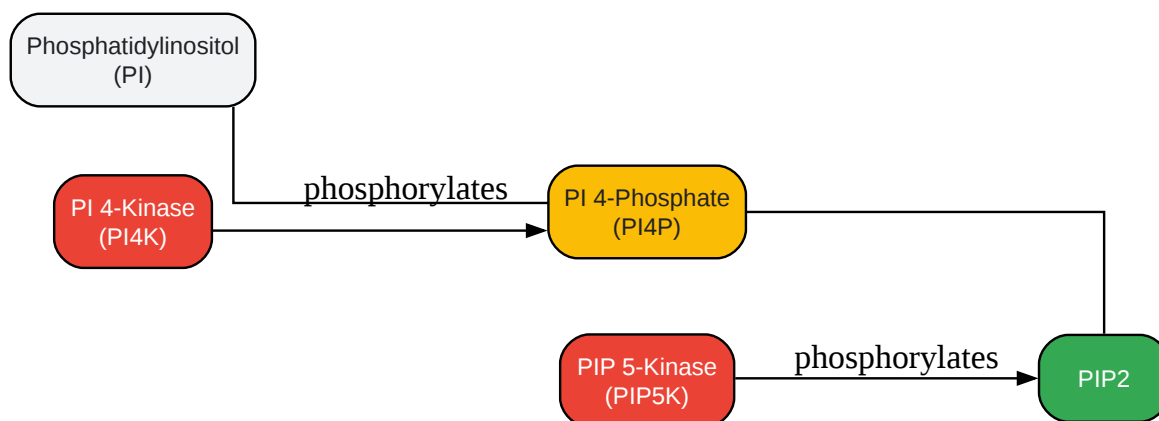 Phosphatidylinositol
(PI)
phosphorylates
PI 4-Kinase
(PI4K)
PI 4-Phosphate
(PI4P)
PIP 5-Kinase
(PIP5K)
phosphorylates
PIP2